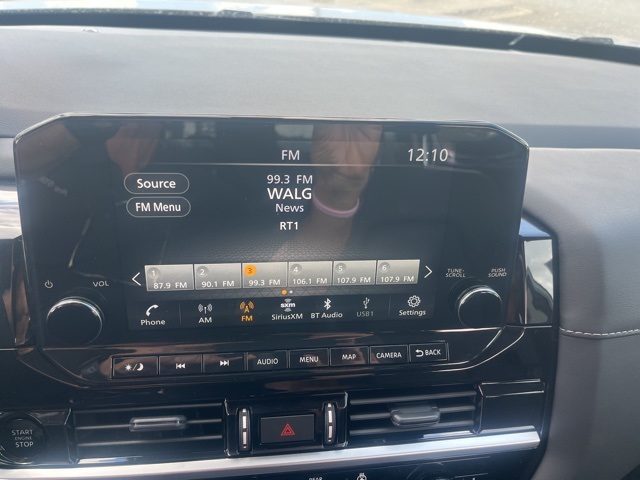 FM
12:10
Source
FM Menu
99.3 FM
WALG
News
RT1
1 2 3 4 5 6
87.9 FM 90.1 FM 99.3 FM 106.1 FM 107.9 FM 107.9 FM
VOL
TUNE·SCROLL
PUSH SOUND
Phone AM FM SiriusXM BT Audio USB1 Settings
sxm
AUDIO MENU MAP CAMERA BACK
START
ENGINE
STOP
REAR